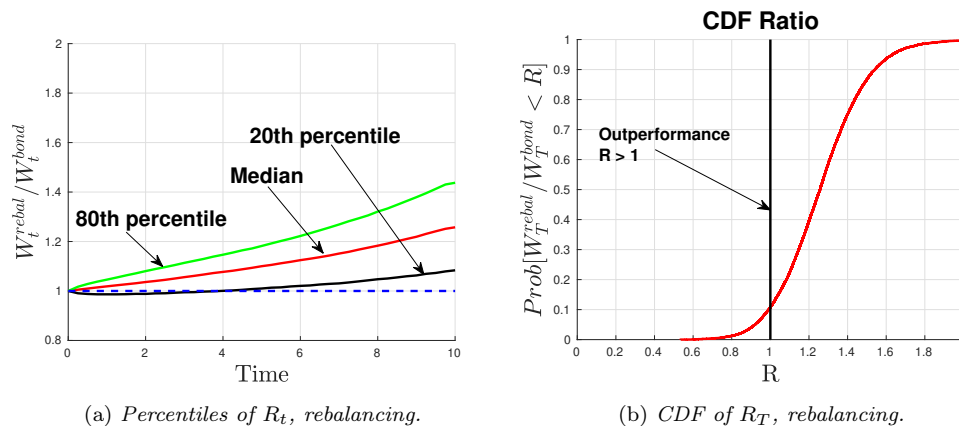 2
1.8
1.6
1.4
1.2
1
0.8
W_t^{rebal}/W_t^{bond}
20th percentile
Median
80th percentile
0 2 4 6 8 10
Time
(a) Percentiles of R_t, rebalancing.
CDF Ratio
1
0.9
0.8
0.7
0.6
0.5
0.4
0.3
0.2
0.1
0
Prob[W_T^{rebal}/W_T^{bond} < R]
Outperformance
R > 1
0 0.2 0.4 0.6 0.8 1 1.2 1.4 1.6 1.8
R
(b) CDF of R_T, rebalancing.